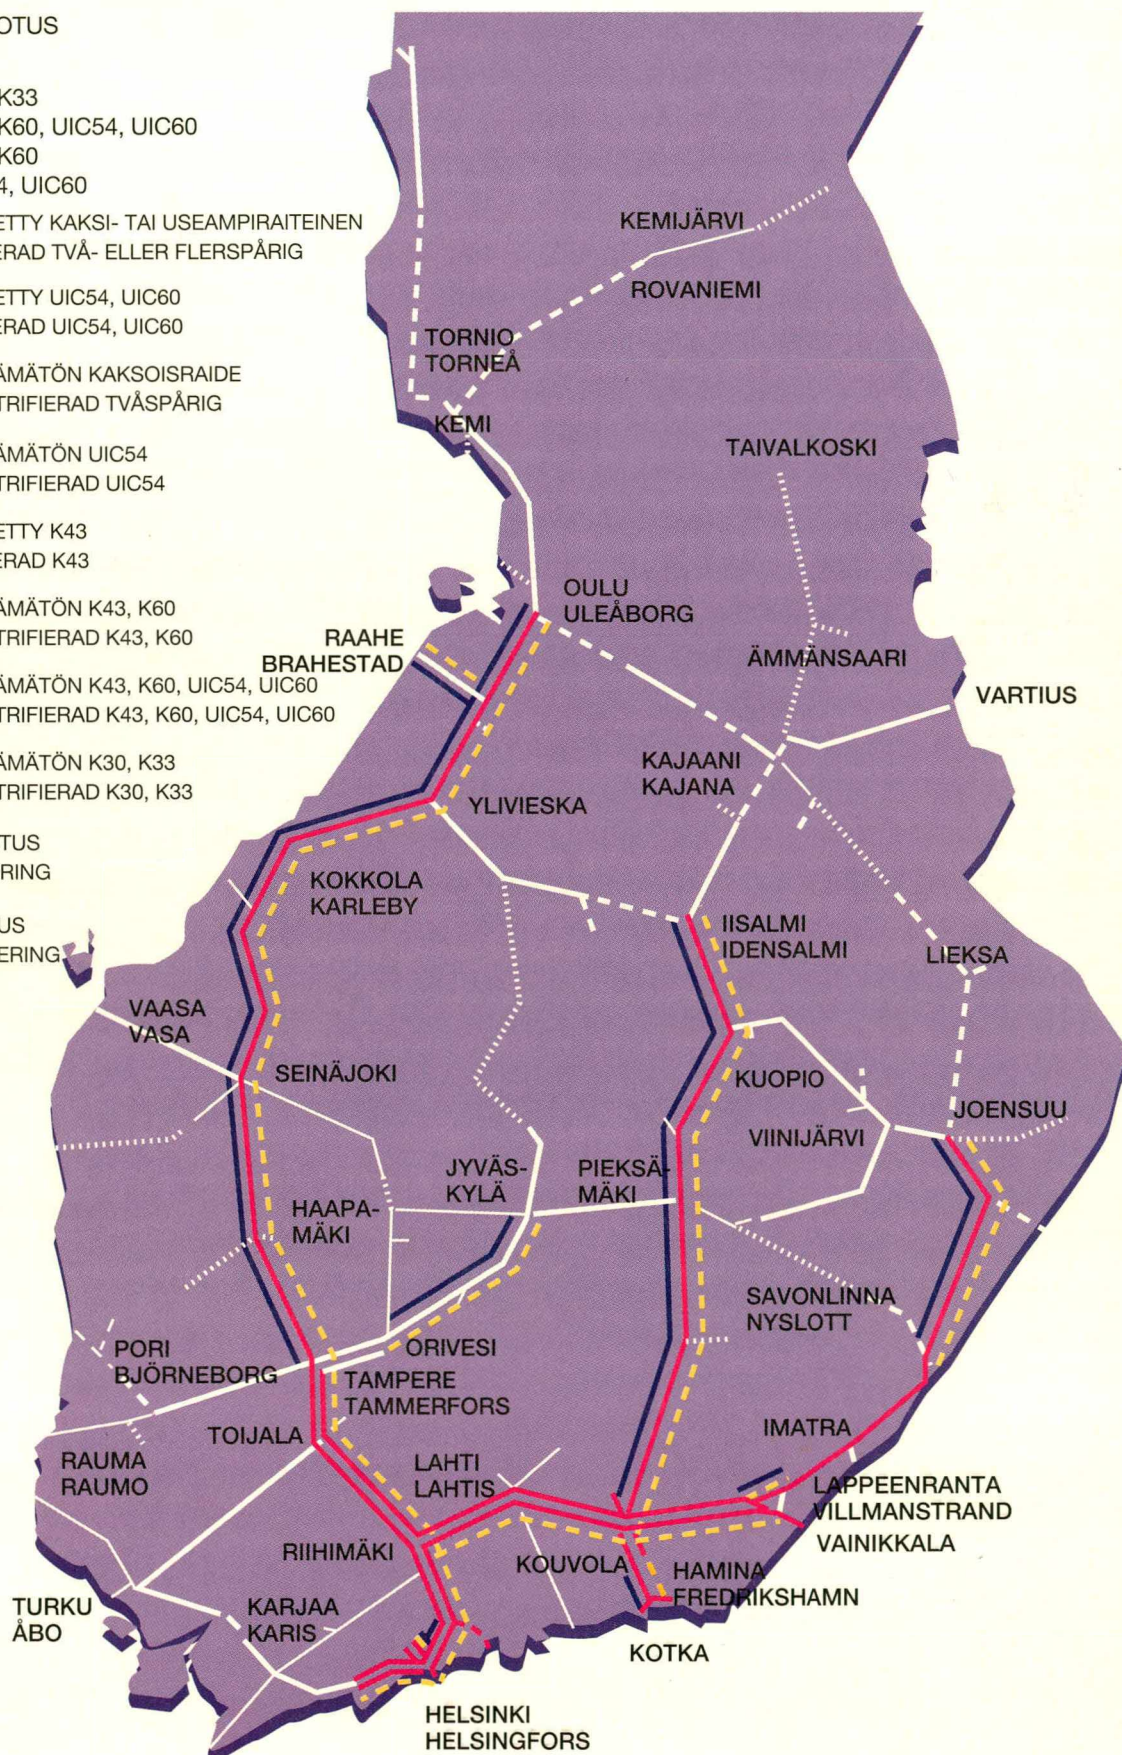 OTUS
K33
K60, UIC54, UIC60
K60
4, UIC60
ETTY KAKSI- TAI USEAMPIRAITEINEN
ERAD TVÅ- ELLER FLERSPÅRIG
ETTY UIC54, UIC60
ERAD UIC54, UIC60
ÄMÄTÖN KAKSOISRAIDE
TRIFIERAD TVÅSPÅRIG
ÄMÄTÖN UIC54
TRIFIERAD UIC54
ETTY K43
ERAD K43
ÄMÄTÖN K43, K60
TRIFIERAD K43, K60
ÄMÄTÖN K43, K60, UIC54, UIC60
TRIFIERAD K43, K60, UIC54, UIC60
ÄMÄTÖN K30, K33
TRIFIERAD K30, K33
TUS
RING
US
ERING
KEMIJÄRVI
ROVANIEMI
TORNIO
TORNEÅ
KEMI
TAIVALKOSKI
OULU
ULEÅBORG
RAAHE
BRAHESTAD
ÄMMÄNSAARI
VARTIUS
KAJAANI
KAJANA
YLIVIESKA
KOKKOLA
KARLEBY
IISALMI
IDENSALMI
LIEKSA
VAASA
VASA
SEINÄJOKI
KUOPIO
JOENSUU
VIINIJÄRVI
JYVÄS-
KYLÄ
PIEKSÄ-
MÄKI
HAAPA-
MÄKI
SAVONLINNA
NYSLOTT
PORI
BJÖRNEBORG
ORIVESI
TAMPERE
TAMMERFORS
TOIJALA
IMATRA
RAUMA
RAUMO
LAHTI
LAHTIS
LAPPEENRANTA
VILLMANSTRAND
VAINIKKALA
RIIHIMÄKI
KOUVOLA
HAMINA
FREDRIKSHAMN
TURKU
ÅBO
KARJAA
KARIS
KOTKA
HELSINKI
HELSINGFORS